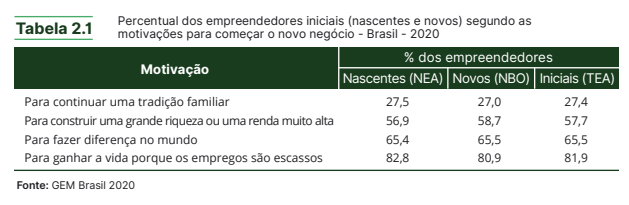 Tabela 2.1
Percentual dos empreendedores iniciais (nascentes e novos) segundo as
motivações para começar o novo negócio - Brasil - 2020
Motivação
% dos empreendedores
Nascentes (NEA) Novos (NBO) Iniciais (TEA)
Para continuar uma tradição familiar 27,5 27,0 27,4
Para construir uma grande riqueza ou uma renda muito alta 56,9 58,7 57,7
Para fazer diferença no mundo 65,4 65,5 65,5
Para ganhar a vida porque os empregos são escassos 82,8 80,9 81,9
Fonte: GEM Brasil 2020